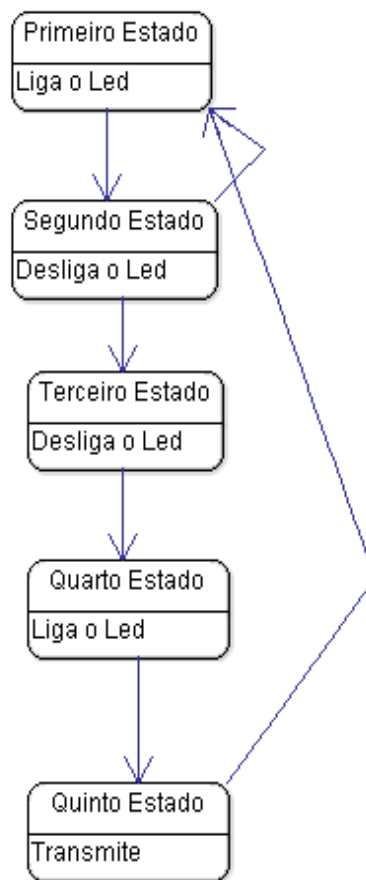 Primeiro Estado
Liga o Led
Segundo Estado
Desliga o Led
Terceiro Estado
Desliga o Led
Quarto Estado
Liga o Led
Quinto Estado
Transmite